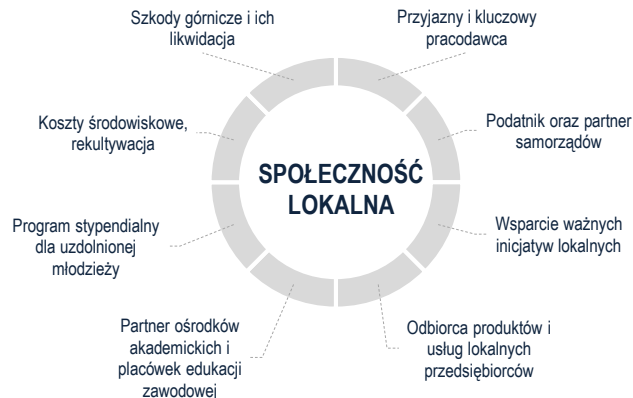 Szkody górnicze i ich
likwidacja
Przyjazny i kluczowy
pracodawca
Koszty środowiskowe,
rekultywacja
Podatnik oraz partner
samorządów
SPOŁECZNOŚĆ
LOKALNA
Program stypendialny
dla uzdolnionej
młodzieży
Wsparcie ważnych
inicjatyw lokalnych
Partner ośrodków
akademickich i
placówek edukacji
zawodowej
Odbiorca produktów i
usług lokalnych
przedsiębiorców